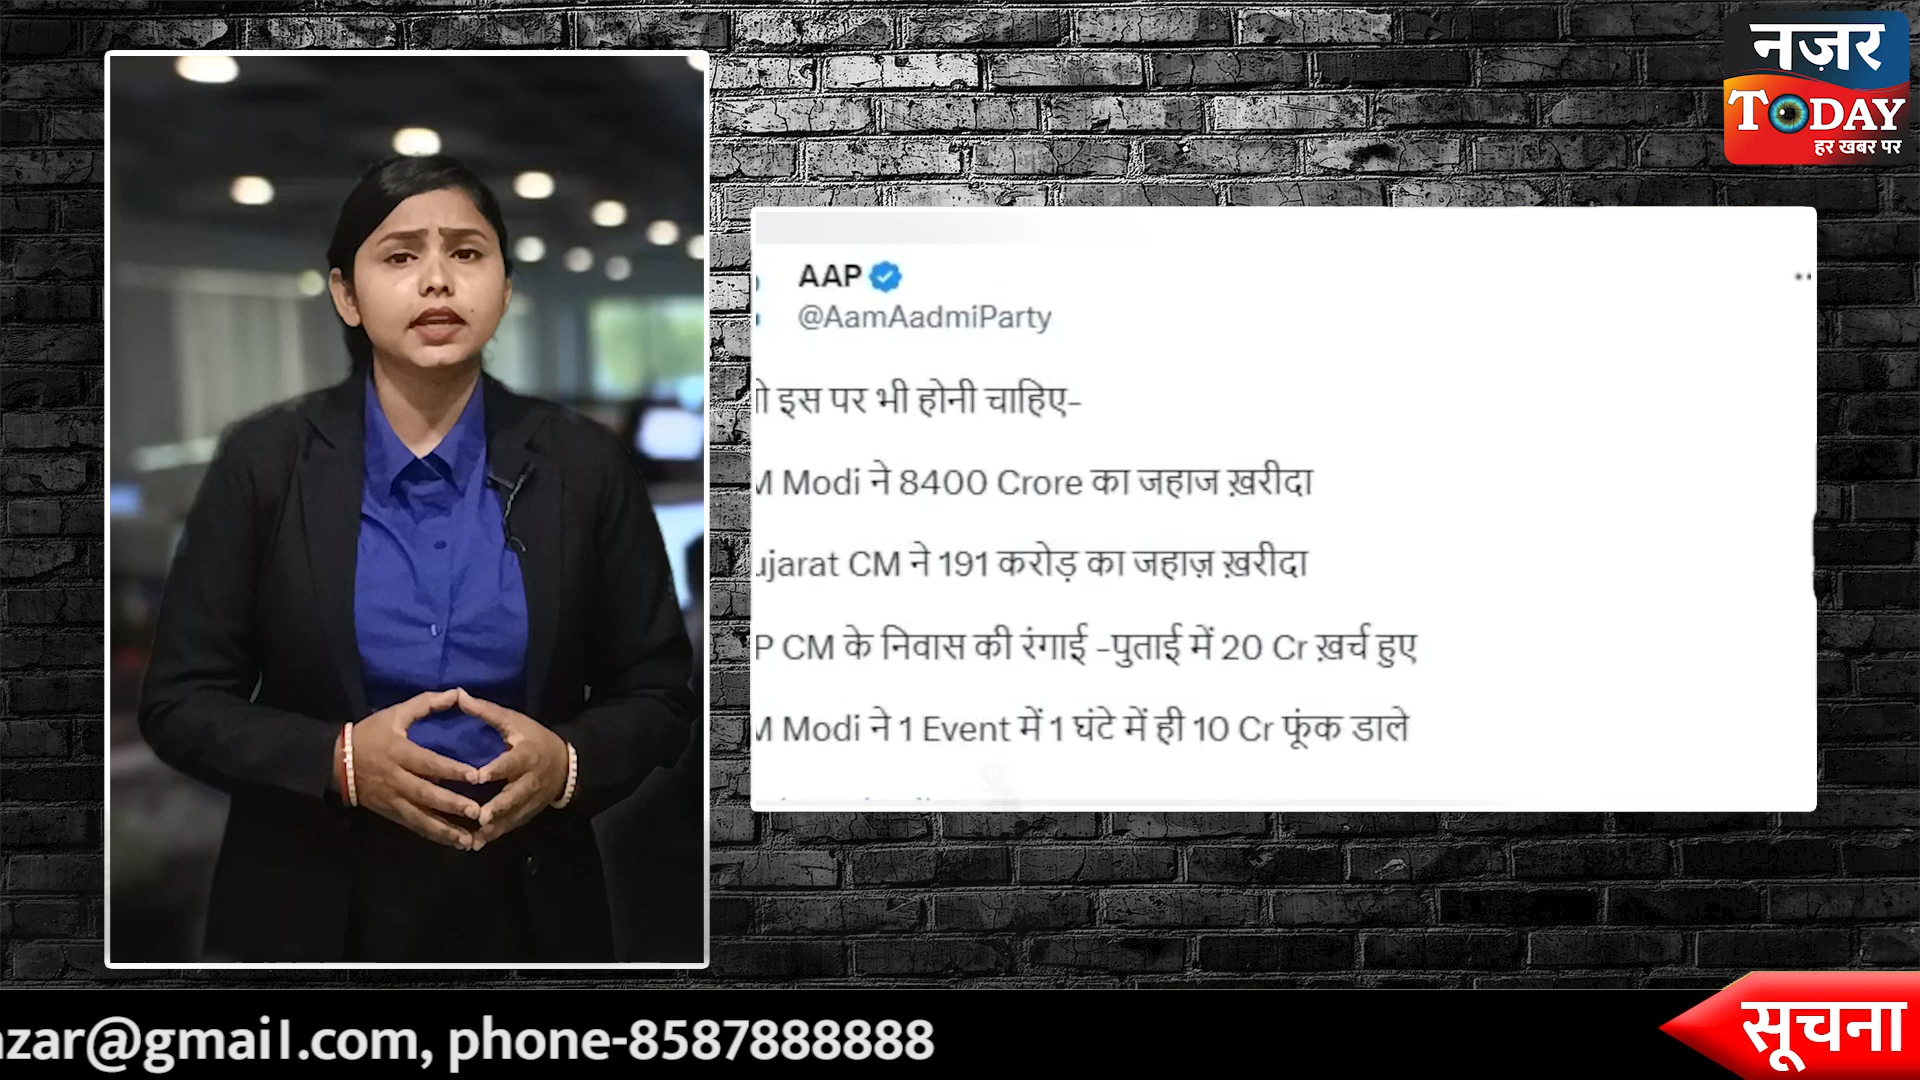 नज़र
TODAY
हर खबर पर
AAP
@AamAadmiParty
इस पर भी होनी चाहिए-
Modi ने 8400 Crore का जहाज ख़रीदा
CM ने 191 करोड़ का जहाज़ ख़रीदा
CM के निवास की रंगाई -पुताई में 20 Cr ख़र्च हुए
Modi ने 1 Event में 1 घंटे में ही 10 Cr फूंक डाले
zar@gmail.com, phone-8587888888
सूचना